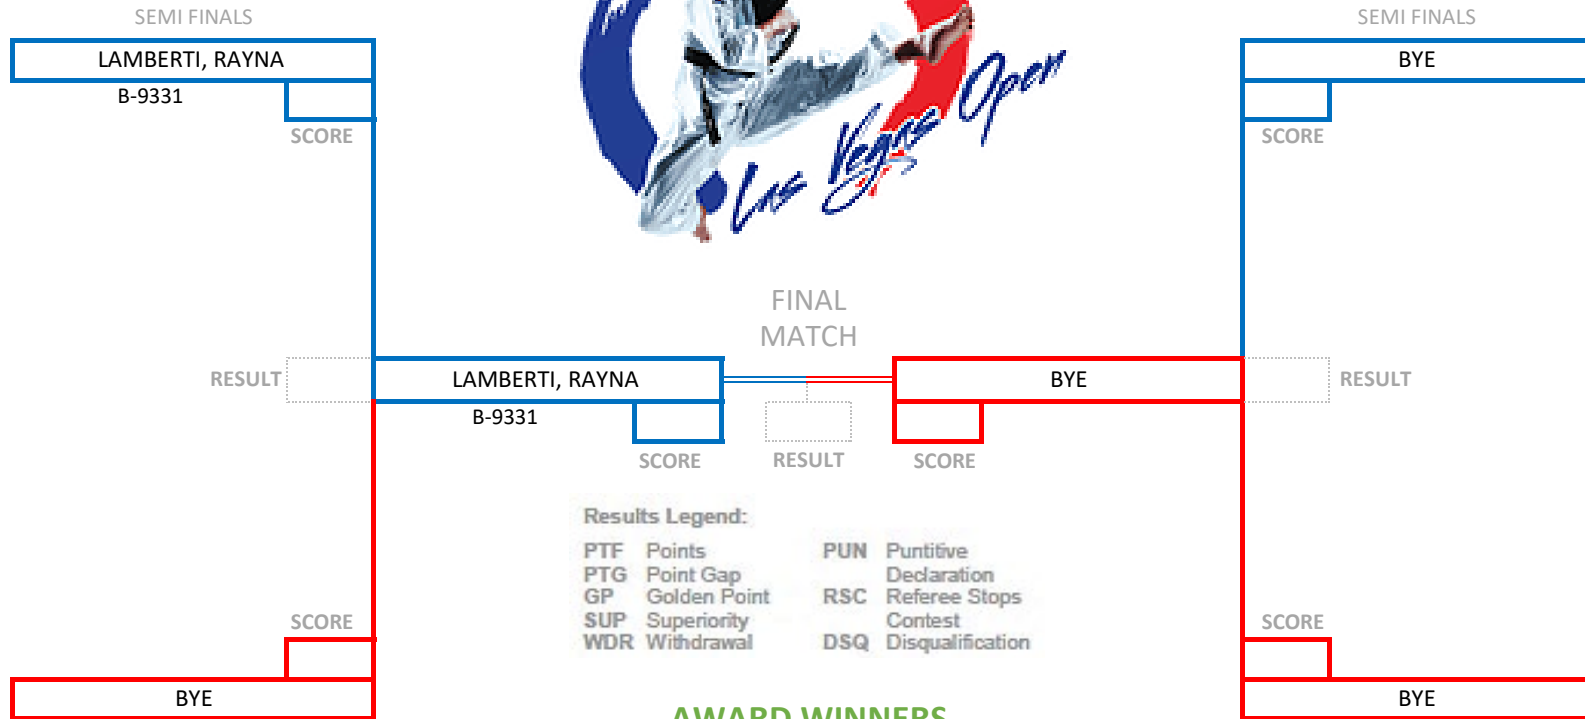 SEMI FINALS
SEMI FINALS
LAMBERTI, RAYNA
BYE
B-9331
SCORE
SCORE
Las Vegas Open
FINAL
MATCH
RESULT
LAMBERTI, RAYNA
BYE
RESULT
B-9331
SCORE
RESULT
SCORE
Results Legend:
PTF Points
PTG Point Gap
GP Golden Point
SUP Superiority
WDR Withdrawal
PUN Puntitive
Declaration
RSC Referee Stops
Contest
DSQ Disqualification
SCORE
SCORE
BYE
BYE
AWARD WINNERS